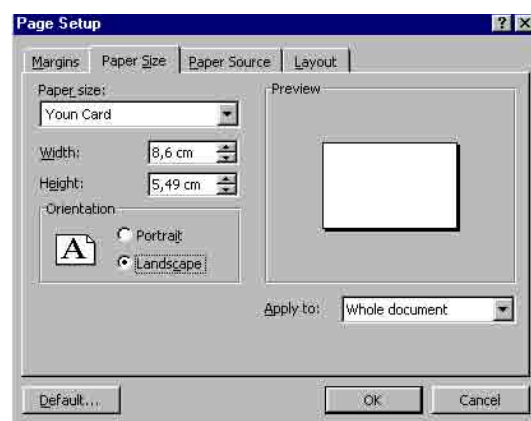 Page Setup
Margins
Paper Size
Paper Source
Layout
Paper size:
Youn Card
Width:
8,6 cm
Height:
5,49 cm
Orientation
A
Portrait
Landscape
Preview
Apply to:
Whole document
Default...
OK
Cancel